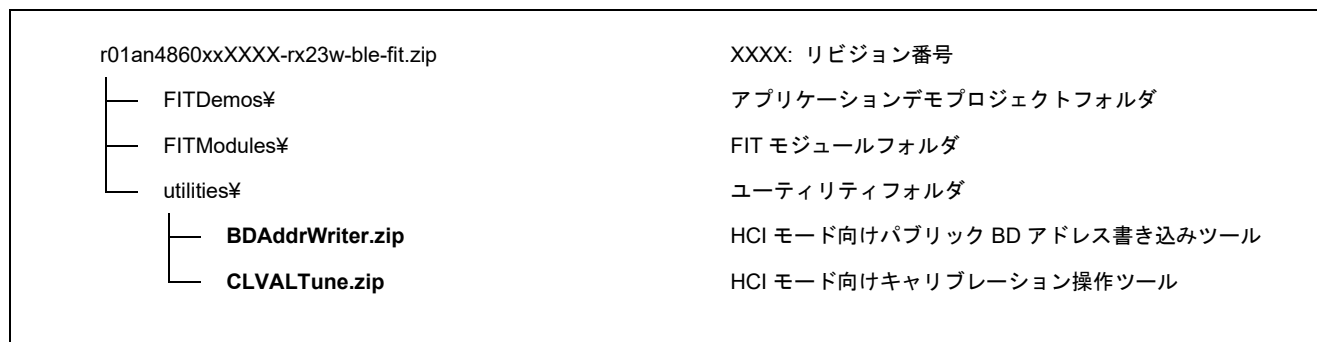 r01an4860xxXXXX-rx23w-ble-fit.zip XXXX: リビジョン番号
FITDemos¥ アプリケーションデモプロジェクトフォルダ
FITModules¥ FIT モジュールフォルダ
utilities¥ ユーティリティフォルダ
BDAddrWriter.zip HCI モード向けパブリック BD アドレス書き込みツール
CLVALTune.zip HCI モード向けキャリブレーション操作ツール